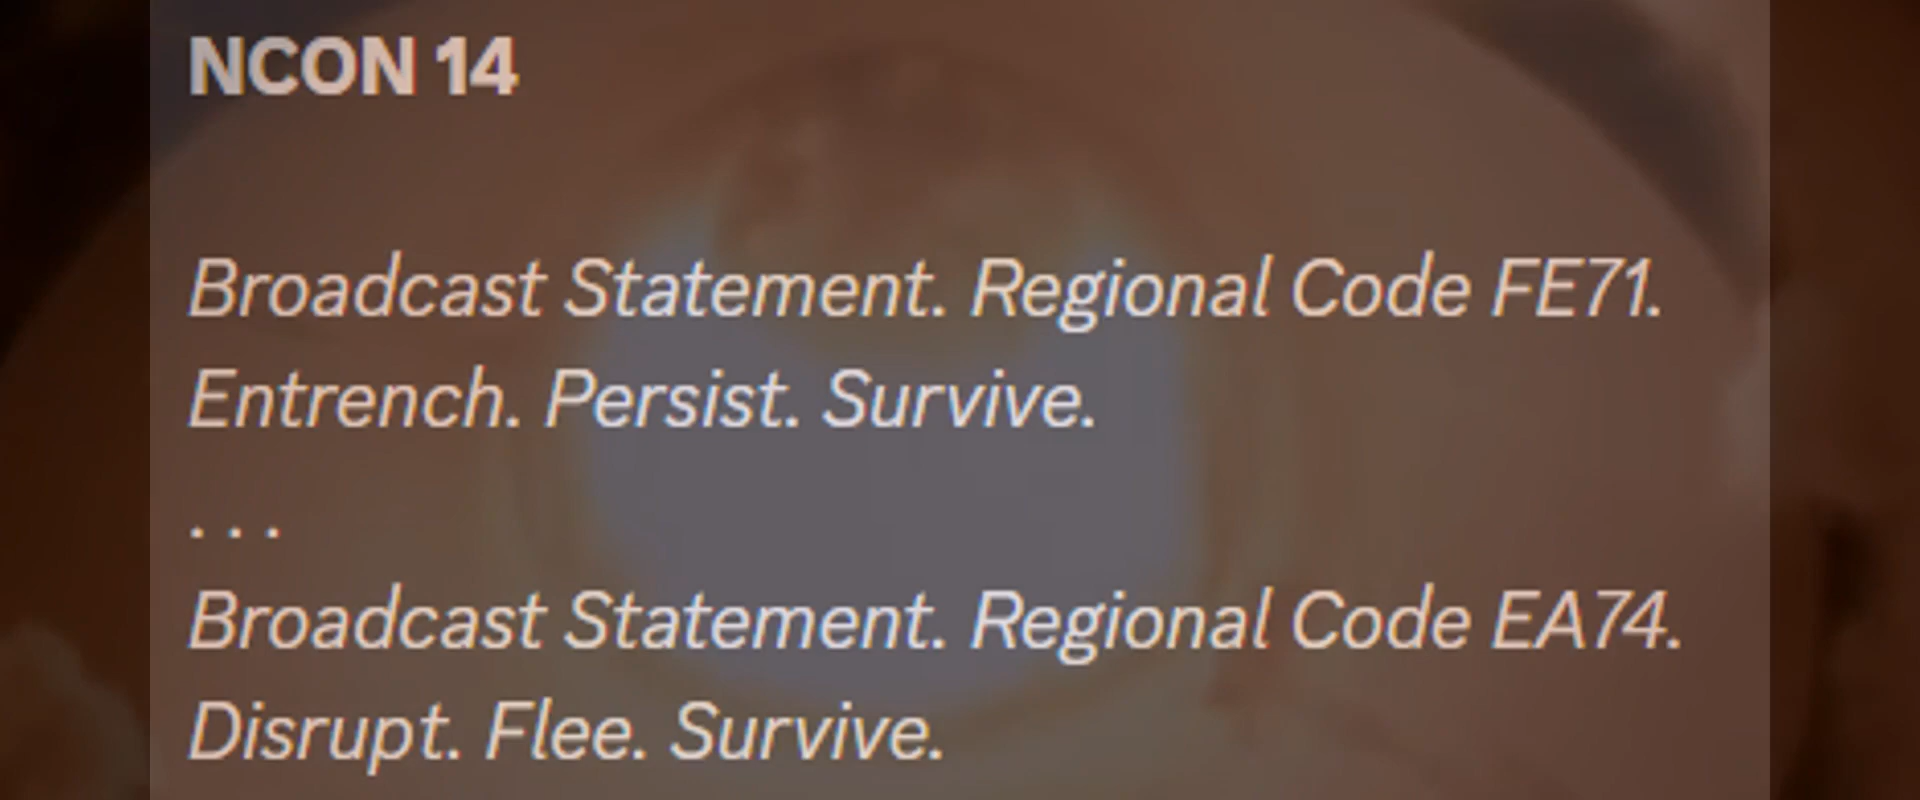 NCON 14
Broadcast Statement. Regional Code FE71.
Entrench. Persist. Survive.
...
Broadcast Statement. Regional Code EA74.
Disrupt. Flee. Survive.